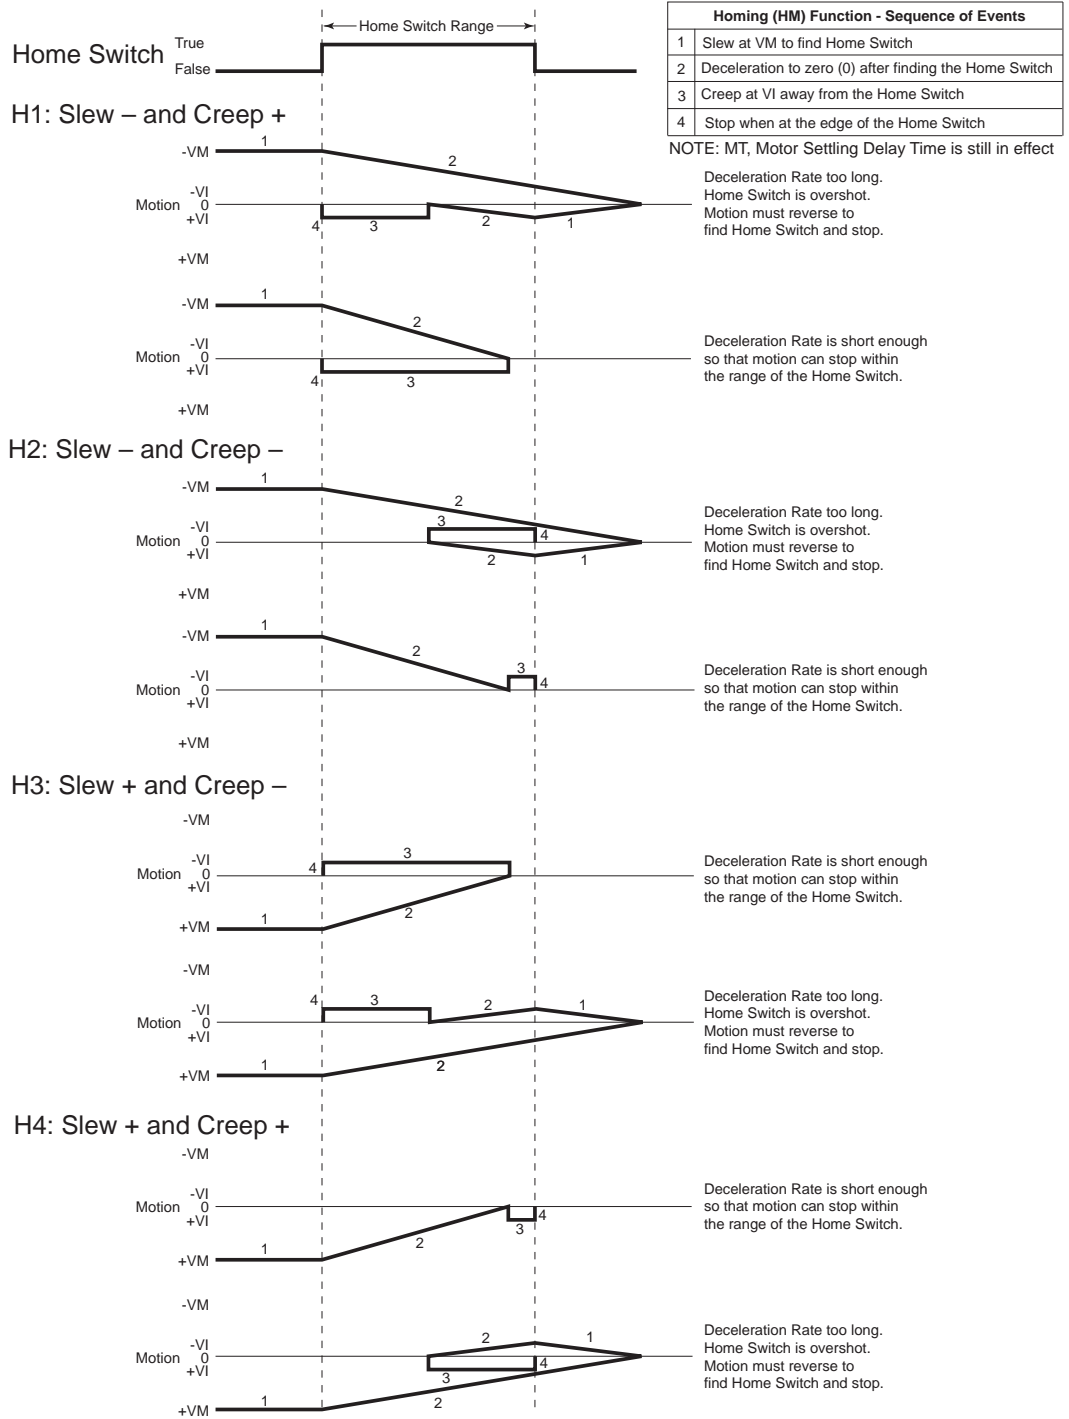 Home Switch Range
True
Home Switch
False
Homing (HM) Function - Sequence of Events
1 Slew at VM to find Home Switch
2 Deceleration to zero (0) after finding the Home Switch
3 Creep at VI away from the Home Switch
4 Stop when at the edge of the Home Switch
NOTE: MT, Motor Settling Delay Time is still in effect
H1: Slew – and Creep +
1
-VM
2
-VI
Motion 0
+VI
4
3
2
1
+VM
Deceleration Rate too long.
Home Switch is overshot.
Motion must reverse to
find Home Switch and stop.
1
-VM
2
-VI
Motion 0
+VI
4
3
+VM
Deceleration Rate is short enough
so that motion can stop within
the range of the Home Switch.
H2: Slew – and Creep –
1
-VM
2
3
-VI
4
Motion 0
+VI
2
1
+VM
Deceleration Rate too long.
Home Switch is overshot.
Motion must reverse to
find Home Switch and stop.
1
-VM
2
3
-VI
4
Motion 0
+VI
+VM
Deceleration Rate is short enough
so that motion can stop within
the range of the Home Switch.
H3: Slew + and Creep –
-VM
3
-VI
4
Motion 0
+VI
2
1
+VM
Deceleration Rate is short enough
so that motion can stop within
the range of the Home Switch.
-VM
4
3
2
1
-VI
Motion 0
+VI
1
2
+VM
Deceleration Rate too long.
Home Switch is overshot.
Motion must reverse to
find Home Switch and stop.
H4: Slew + and Creep +
-VM
-VI
Motion 0
+VI
4
3
2
1
+VM
Deceleration Rate is short enough
so that motion can stop within
the range of the Home Switch.
-VM
2
1
-VI
Motion 0
+VI
4
3
1
2
+VM
Deceleration Rate too long.
Home Switch is overshot.
Motion must reverse to
find Home Switch and stop.